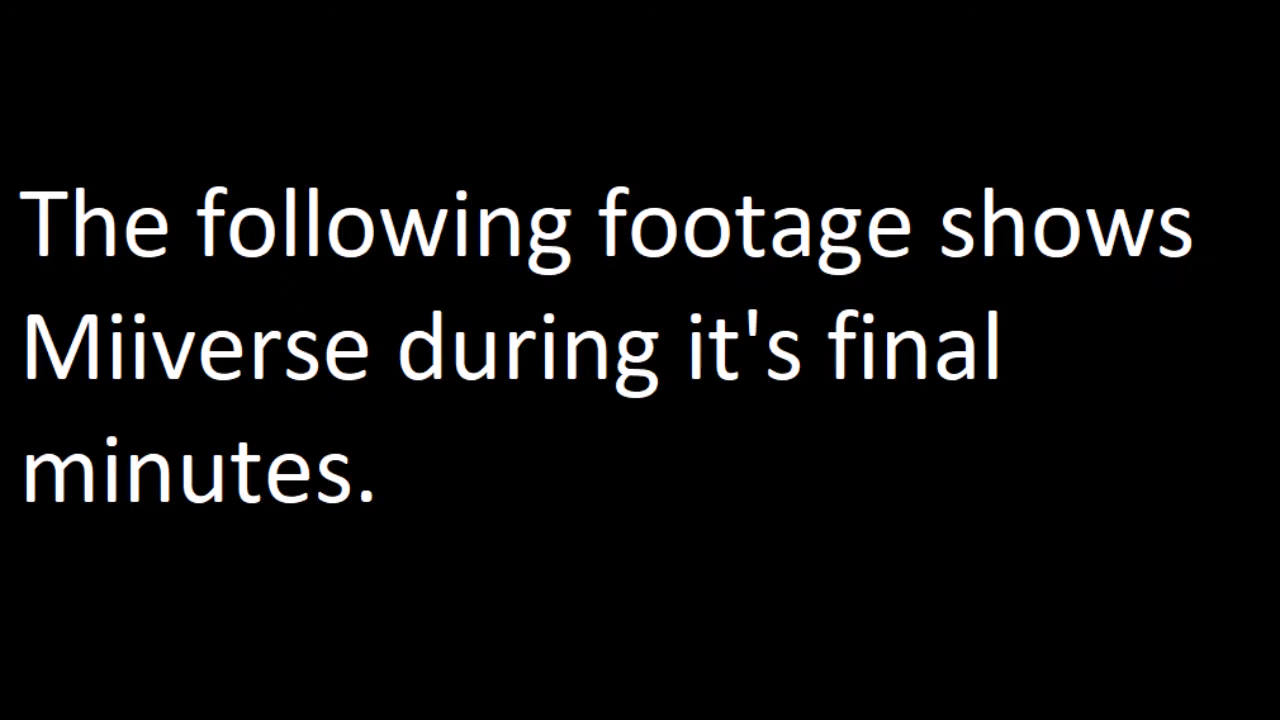 The following footage shows
Miiverse during it's final
minutes.